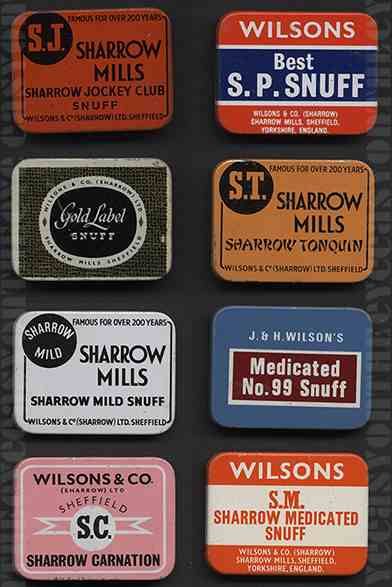 FAMOUS FOR OVER 200 YEARS
S.J.
SHARROW
MILLS
SHARROW JOCKEY CLUB
SNUFF
WILSONS & Co (SHARROW) LTD. SHEFFIELD
WILSONS
Best
S.P. SNUFF
WILSONS & CO. (SHARROW)
SHARROW MILLS, SHEFFIELD,
YORKSHIRE, ENGLAND.
WILSONS & CO. (SHARROW) LTD
Gold Label
SNUFF
SHARROW MILLS SHEFFIELD
FAMOUS FOR OVER 200 YEARS
S.T.
SHARROW
MILLS
SHARROW TONQUIN
WILSONS & Co (SHARROW) LTD. SHEFFIELD
FAMOUS FOR OVER 200 YEARS
SHARROW
MILD
SHARROW
MILLS
SHARROW MILD SNUFF
WILSONS & Co (SHARROW) LTD. SHEFFIELD
J. & H. WILSON'S
Medicated
No. 99 Snuff
WILSONS & CO.
(SHARROW) LTD
SHEFFIELD
S.C.
SHARROW CARNATION
WILSONS
S.M.
SHARROW MEDICATED
SNUFF
WILSONS & CO. (SHARROW)
SHARROW MILLS, SHEFFIELD,
YORKSHIRE, ENGLAND.